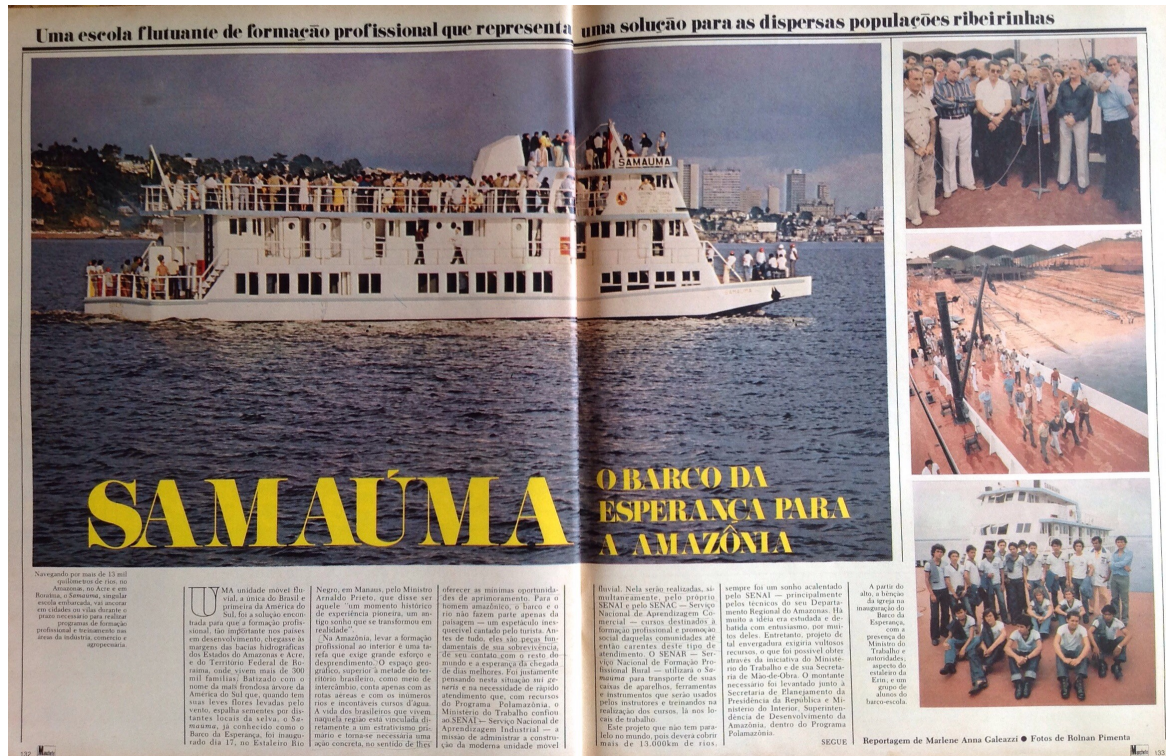 Uma escola flutuante de formação profissional que representa uma solução para as dispersas populações ribeirinhas
SAMAUMA
SAMAÚMA
O BARCO DA
ESPERANÇA PARA
A AMAZÔNIA
Navegando por mais de 13 mil
quilômetros de rios, no
Amazonas, no Acre e em
Roraima, o Samaúma, singular
escola embarcada, vai ancorar
em cidades ou vilas durante o
prazo necessário para realizar
programas de formação
profissional e treinamento nas
áreas da indústria, comércio e
agropecuária.
UMA unidade móvel flu-
vial, a única do Brasil e
primeira da América do
Sul, foi a solução encon-
trada para que a formação profis-
sional, tão importante nos países
em desenvolvimento, chegasse às
margens das bacias hidrográficas
dos Estados do Amazonas e Acre,
e do Território Federal de Ro-
raima, onde vivem mais de 300
mil famílias; Batizado com o
nome da mais frondosa árvore da
América do Sul que, quando tem
suas leves flores levadas pelo
vento, espalha sementes por dis-
tantes locais da selva, o Sa-
maúma, já conhecido como o
Barco da Esperança, foi inaugu-
rado dia 17, no Estaleiro Rio
Negro, em Manaus, pelo Ministro
Arnaldo Prieto, que disse ser
aquele "um momento histórico
de experiência pioneira, um an-
tigo sonho que se transforma em
realidade".
Na Amazônia, levar a formação
profissional ao interior é uma ta-
refa que exige grande esforço e
desprendimento. O espaço geo-
gráfico, superior à metade do ter-
ritório brasileiro, como meio de
intercâmbio, conta apenas com as
rotas aéreas e com os inúmeros
rios e incontáveis cursos d'água.
A vida dos brasileiros que vivem
naquela região está vinculada di-
retamente a um extrativismo pri-
mário e torna-se necessária uma
ação concreta, no sentido de lhes
oferecer as mínimas oportunida-
des de aprimoramento. Para o
homem amazônico, o barco e o
rio não fazem parte apenas da
paisagem — um espetáculo ines-
quecível cantado pelo turista. An-
tes de tudo, eles são peças fun-
damentais de sua sobrevivência,
de seu contato com o resto do
mundo e a esperança da chegada
de dias melhores. Foi justamente
pensando nesta situação sui ge-
neris e na necessidade de rápido
atendimento que, com recursos
do Programa Polamazônia, o
Ministério do Trabalho confiou
ao SENAI — Serviço Nacional de
Aprendizagem Industrial — a
missão de administrar a constru-
ção da moderna unidade móvel
fluvial. Nela serão realizadas, si-
multaneamente, pelo próprio
SENAI e pelo SENAC — Serviço
Nacional de Aprendizagem Co-
mercial — cursos destinados à
formação profissional e promoção
social daquelas comunidades até
então carentes deste tipo de
atendimento. O SENAR — Ser-
viço Nacional de Formação Pro-
fissional Rural — utilizará o Sa-
maúma para transporte de suas
caixas de aparelhos, ferramentas
e instrumentos que serão usados
pelos instrutores e treinandos na
realização dos cursos, lá nos lo-
cais de trabalho.
Este projeto que não tem para-
lelo no mundo, pois deverá cobrir
mais de 13.000km de rios,
sempre foi um sonho acalentado
pelo SENAI — principalmente
pelos técnicos do seu Departa-
mento Regional do Amazonas. Há
muito a idéia era estudada e de-
batida com entusiasmo, por mui-
tos deles. Entretanto, projeto de
tal envergadura exigiria vultosos
recursos, o que foi possível obter
através da iniciativa do Ministé-
rio do Trabalho e de sua Secreta-
ria de Mão-de-Obra. O montante
necessário foi levantado junto à
Secretaria de Planejamento da
Presidência da República e Mi-
nistério do Interior, Superinten-
dência de Desenvolvimento da
Amazônia, dentro do Programa
Polamazônia.
SEGUE
A partir do
alto, a bênção
da igreja na
inauguração do
Barco da
Esperança,
com a
presença do
Ministro do
Trabalho e
autoridades;
aspecto do
estaleiro da
Erin, e um
grupo de
alunos do
barco-escola.
Reportagem de Marlene Anna Galeazzi ● Fotos de Rolnan Pimenta
132 Manchete
Manchete 133